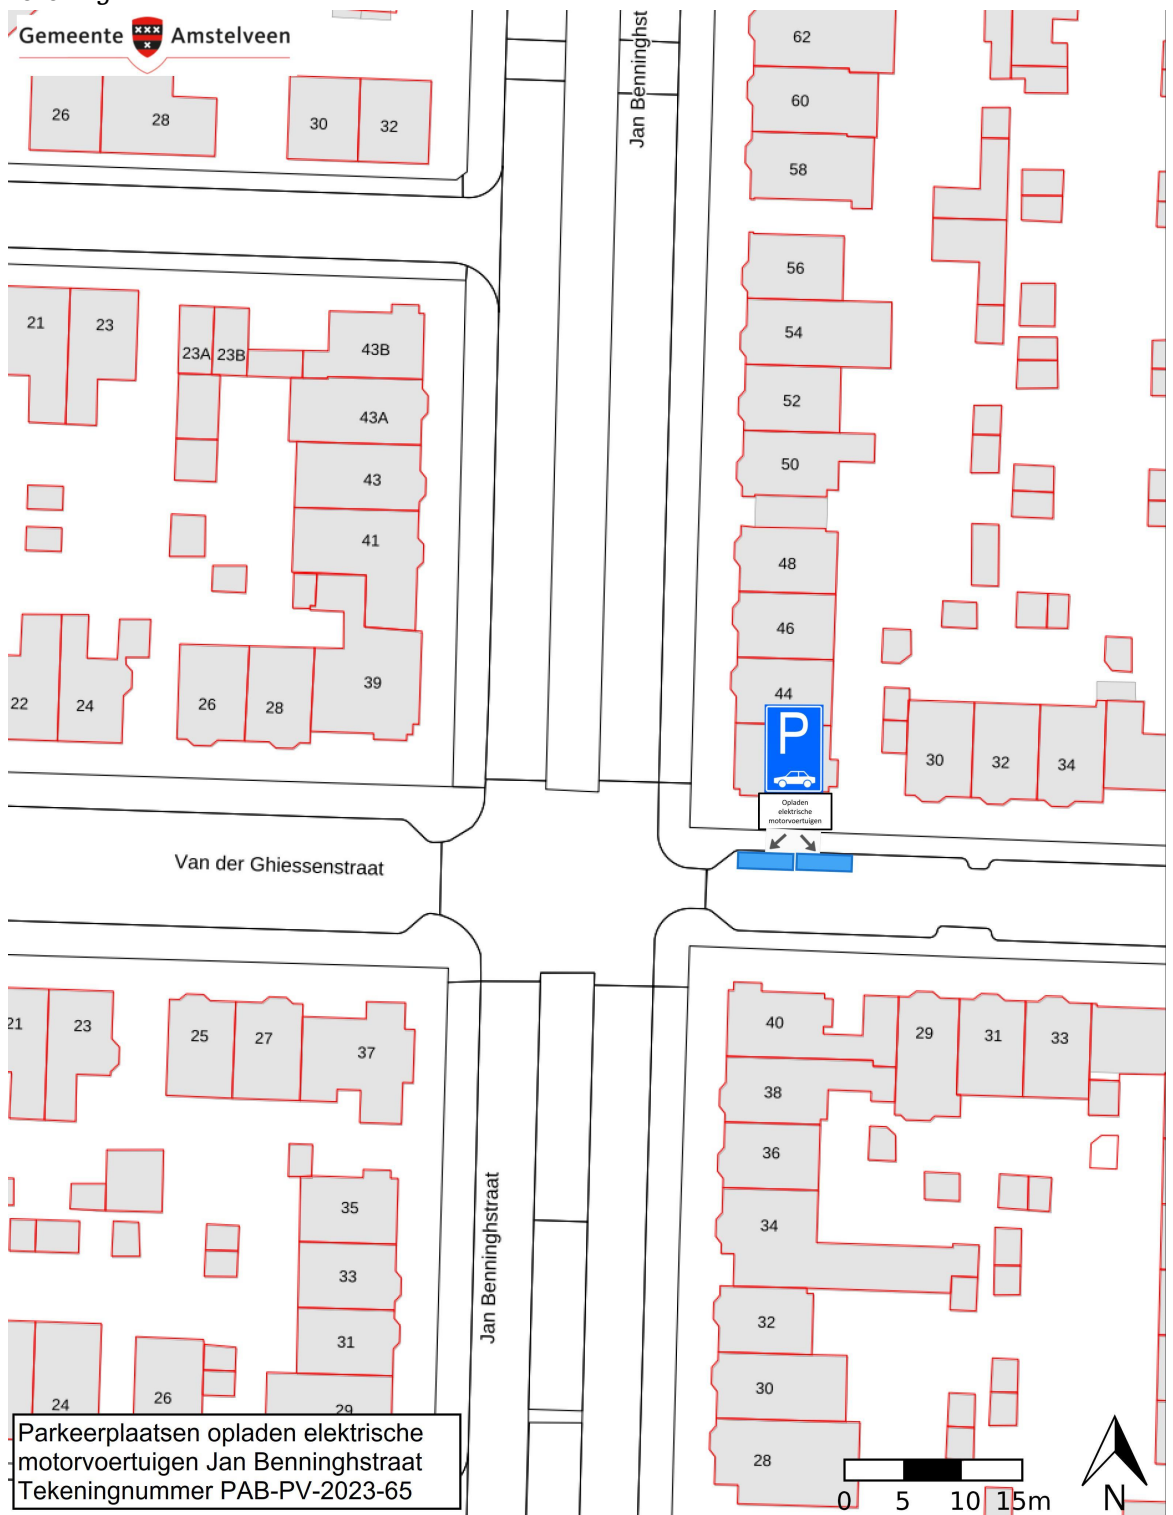 Gemeente Amstelveen
26
28
30
32
Jan Benninghst
62
60
58
56
54
52
50
48
46
44
21
23
23A
23B
43B
43A
43
41
39
22
24
26
28
30
32
34
P
Opladen
elektrische
motorvoertuigen
Van der Ghiessenstraat
21
23
25
27
37
40
38
36
34
32
30
28
29
31
33
35
33
31
29
24
26
Jan Benninghstraat
Parkeerplaatsen opladen elektrische
motorvoertuigen Jan Benninghstraat
Tekeningnummer PAB-PV-2023-65
0 5 10 15m
N